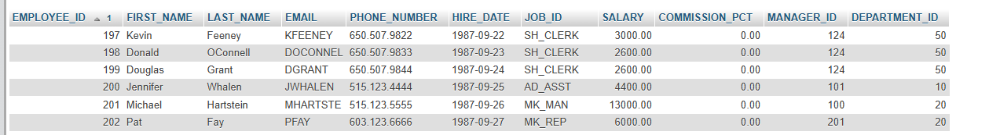 EMPLOYEE_ID 1 FIRST_NAME LAST_NAME EMAIL PHONE_NUMBER HIRE_DATE JOB_ID SALARY COMMISSION_PCT MANAGER_ID DEPARTMENT_ID
197 Kevin Feeney KFEENEY 650.507.9822 1987-09-22 SH_CLERK 3000.00 0.00 124 50
198 Donald OConnell DOCONNEL 650.507.9833 1987-09-23 SH_CLERK 2600.00 0.00 124 50
199 Douglas Grant DGRANT 650.507.9844 1987-09-24 SH_CLERK 2600.00 0.00 124 50
200 Jennifer Whalen JWHALEN 515.123.4444 1987-09-25 AD_ASST 4400.00 0.00 101 10
201 Michael Hartstein MHARTSTE 515.123.5555 1987-09-26 MK_MAN 13000.00 0.00 100 20
202 Pat Fay PFAY 603.123.6666 1987-09-27 MK_REP 6000.00 0.00 201 20